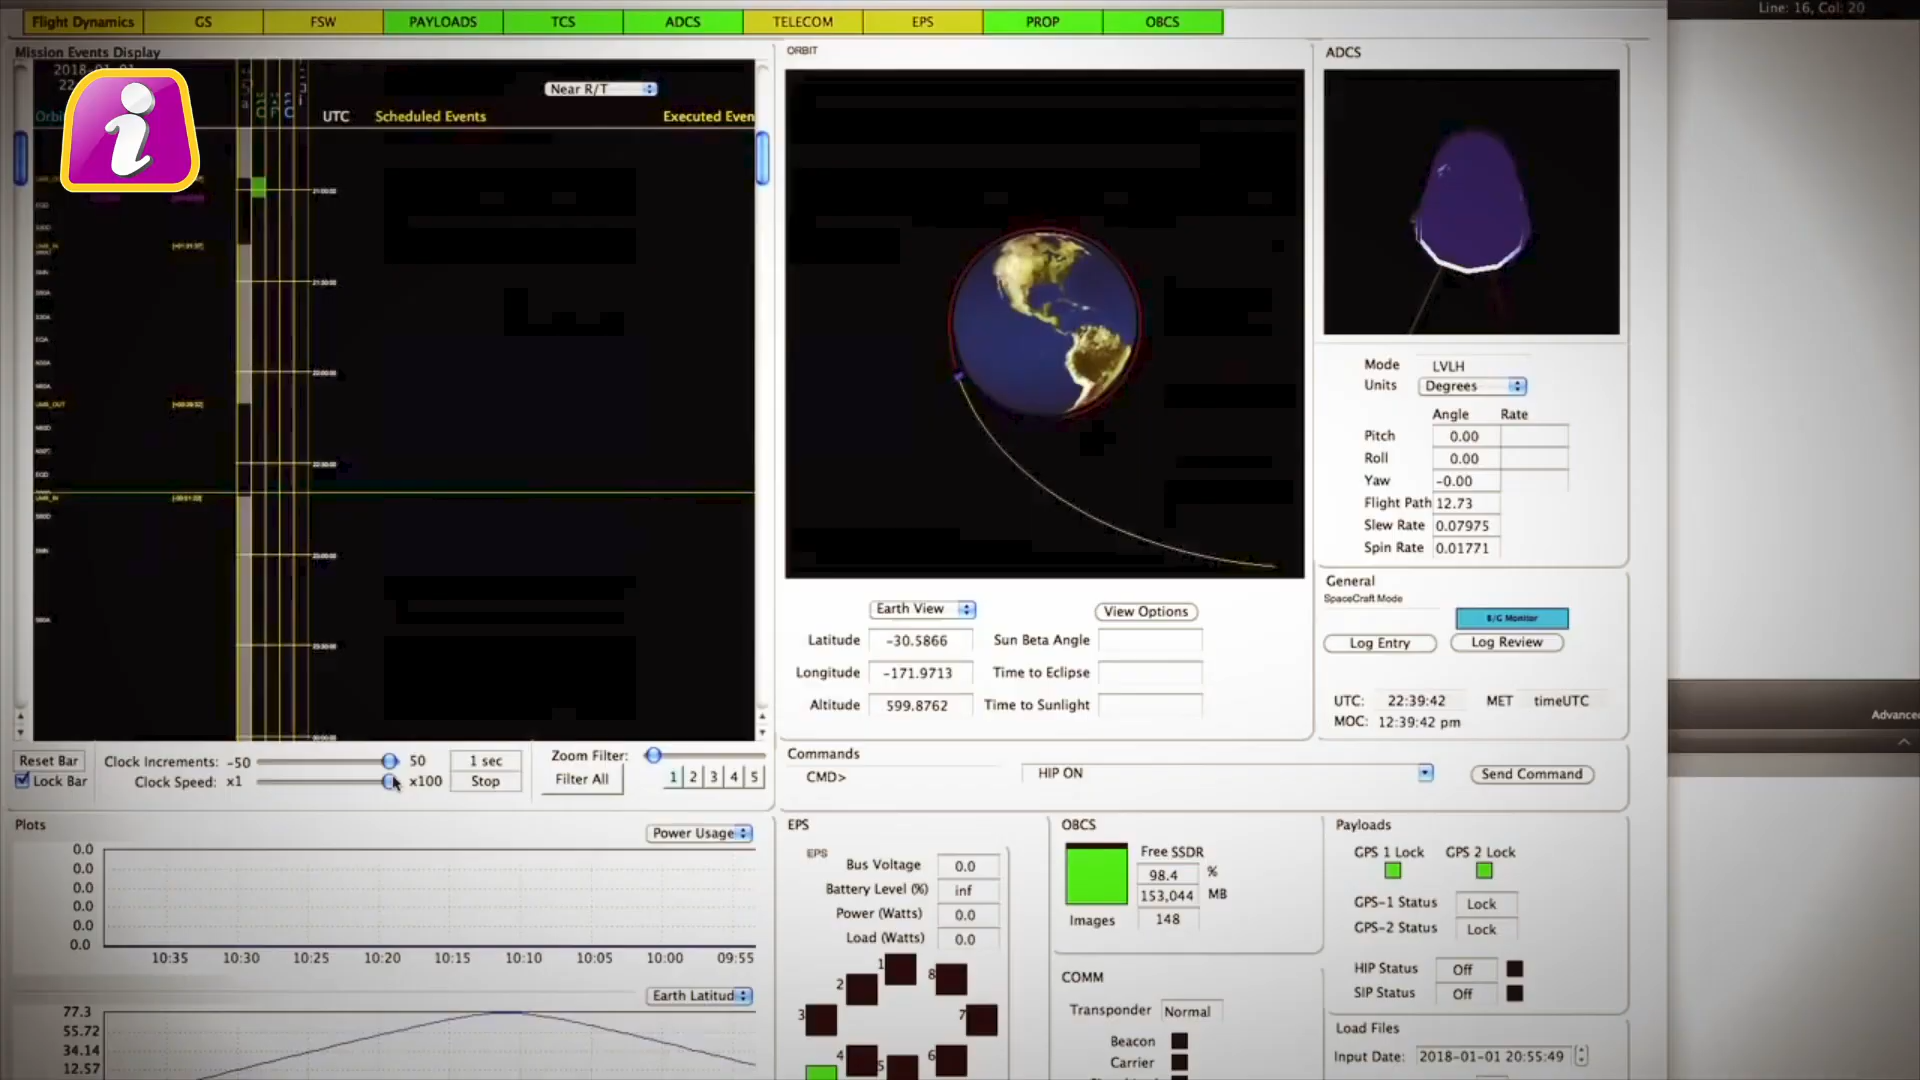 Line: 16, Col: 20
Flight Dynamics GS FSW PAYLOADS TCS ADCS TELECOM EPS PROP OBCS
Mission Events Display
Near R/T
UTC Scheduled Events Executed Even
ORBIT
Earth View View Options
Latitude -30.5866 Sun Beta Angle
Longitude -171.9713 Time to Eclipse
Altitude 599.8762 Time to Sunlight
ADCS
Mode LVLH
Units Degrees
Angle Rate
Pitch 0.00
Roll 0.00
Yaw -0.00
Flight Path 12.73
Slew Rate 0.07975
Spin Rate 0.01771
General
SpaceCraft Mode
Log Entry Log Review
UTC: 22:39:42 MET timeUTC
MOC: 12:39:42 pm
Advance
Reset Bar Clock Increments: -50 50 1 sec Zoom Filter:
Lock Bar Clock Speed: x1 x100 Stop Filter All 1 2 3 4 5
Commands
CMD> HIP ON Send Command
Plots
Power Usage
0.0
0.0
0.0
0.0
0.0
0.0
10:35 10:30 10:25 10:20 10:15 10:10 10:05 10:00 09:55
Earth Latitud
77.3
55.72
34.14
12.57
EPS
EPS
Bus Voltage 0.0
Battery Level (%) inf
Power (Watts) 0.0
Load (Watts) 0.0
1 8
2
3 7
4 5 6
OBCS
Free SSDR
98.4 %
153,044 MB
Images 148
COMM
Transponder Normal
Beacon
Carrier
Payloads
GPS 1 Lock GPS 2 Lock
GPS-1 Status Lock
GPS-2 Status Lock
HIP Status Off
SIP Status Off
Load Files
Input Date: 2018-01-01 20:55:49